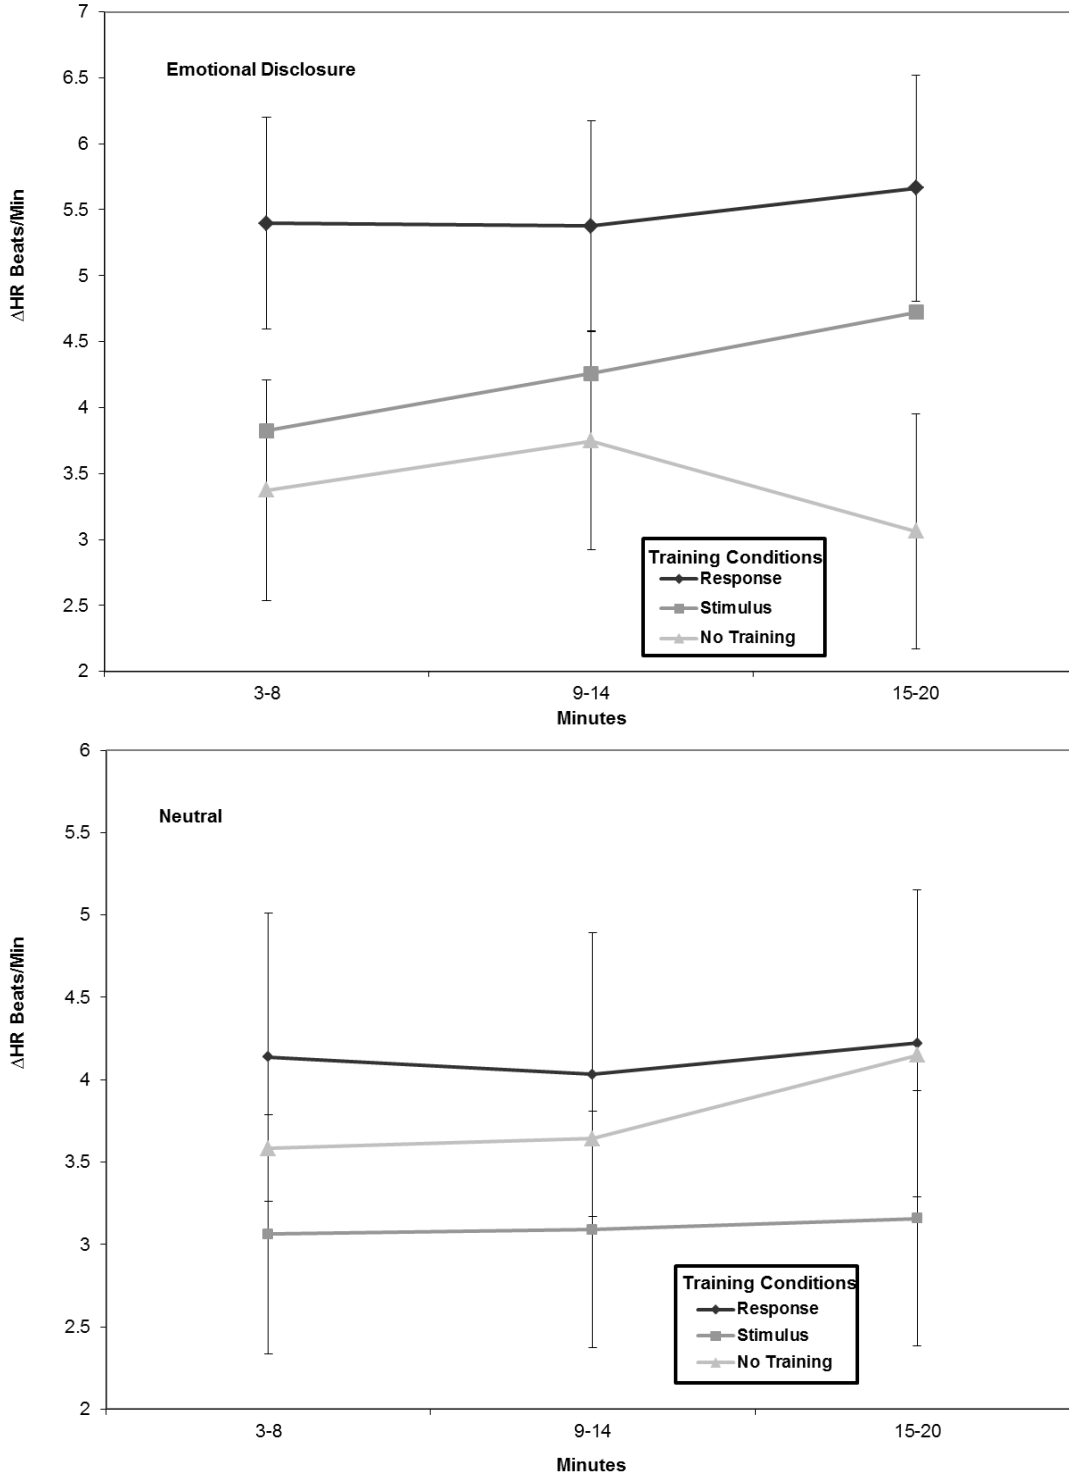 7
Emotional Disclosure
6.5
6
5.5
5
4.5
4
3.5
3
2.5
2
ΔHR Beats/Min
Training Conditions
Response
Stimulus
No Training
3-8 9-14 15-20
Minutes
6
Neutral
5.5
5
4.5
4
3.5
3
2.5
2
ΔHR Beats/Min
Training Conditions
Response
Stimulus
No Training
3-8 9-14 15-20
Minutes